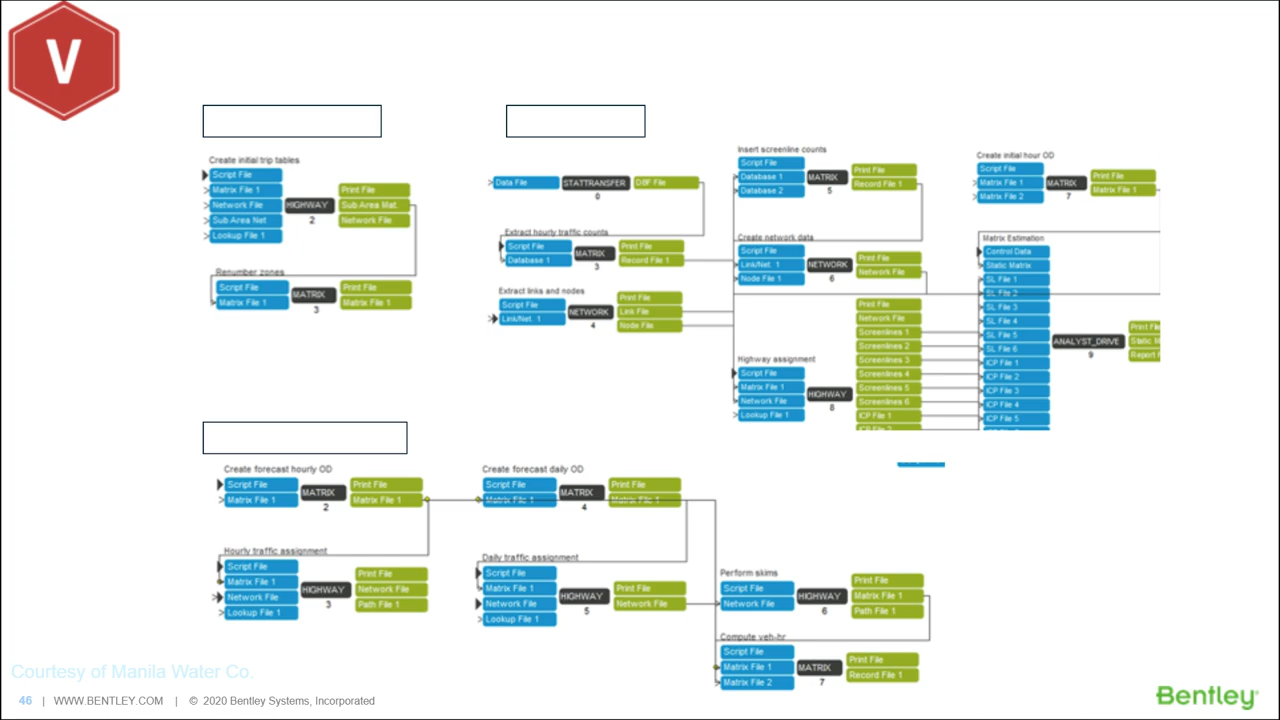 V
Create initial trip tables
Script File
Matrix File 1
Network File
Sub Area Net
Lookup File 1
HIGHWAY
2
Print File
Sub Area Mat.
Network File
Renumber zones
Script File
Matrix File 1
MATRIX
3
Print File
Matrix File 1
Data File
STATTRANSFER
0
DBF File
Extract hourly traffic counts
Script File
Database 1
MATRIX
3
Print File
Record File 1
Extract links and nodes
Script File
Link/Net. 1
NETWORK
4
Print File
Link File
Node File
Insert screenline counts
Script File
Database 1
Database 2
MATRIX
5
Print File
Record File 1
Create network data
Script File
Link/Net. 1
Node File 1
NETWORK
6
Print File
Network File
Highway assignment
Script File
Matrix File 1
Network File
Lookup File 1
HIGHWAY
8
Print File
Network File
Screenlines 1
Screenlines 2
Screenlines 3
Screenlines 4
Screenlines 5
Screenlines 6
ICP File 1
ICP File 2
Create initial hour OD
Script File
Matrix File 1
Matrix File 2
MATRIX
7
Print File
Matrix File 1
Matrix Estimation
Control Data
Static Matrix
SL File 1
SL File 2
SL File 3
SL File 4
SL File 5
SL File 6
ICP File 1
ICP File 2
ICP File 3
ICP File 4
ICP File 5
ANALYST_DRIVE
9
Print File
Static M
Report F
Create forecast hourly OD
Script File
Matrix File 1
MATRIX
2
Print File
Matrix File 1
Hourly traffic assignment
Script File
Matrix File 1
Network File
Lookup File 1
HIGHWAY
3
Print File
Network File
Path File 1
Create forecast daily OD
Script File
Matrix File 1
MATRIX
4
Print File
Matrix File 1
Daily traffic assignment
Script File
Matrix File 1
Network File
Lookup File 1
HIGHWAY
5
Print File
Network File
Perform skims
Script File
Network File
HIGHWAY
6
Print File
Matrix File 1
Path File 1
Compute veh-hr
Script File
Matrix File 1
Matrix File 2
MATRIX
7
Print File
Record File 1
Courtesy of Manila Water Co.
46 | WWW.BENTLEY.COM | © 2020 Bentley Systems, Incorporated
Bentley